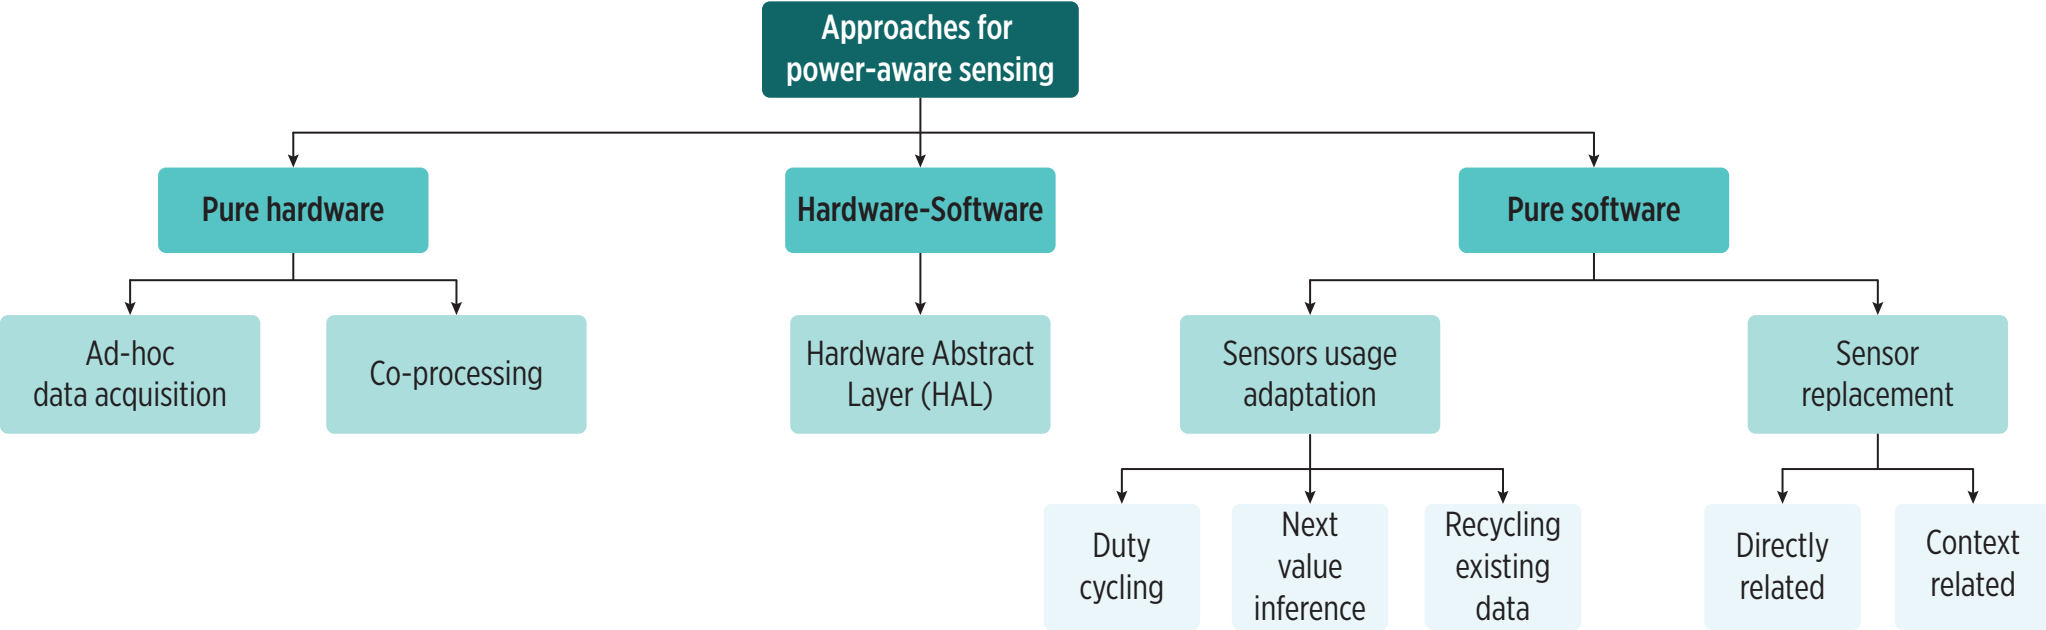 Approaches for
power-aware sensing
Pure hardware
Hardware-Software
Pure software
Ad-hoc
data acquisition
Co-processing
Hardware Abstract
Layer (HAL)
Sensors usage
adaptation
Sensor
replacement
Duty
cycling
Next
value
inference
Recycling
existing
data
Directly
related
Context
related